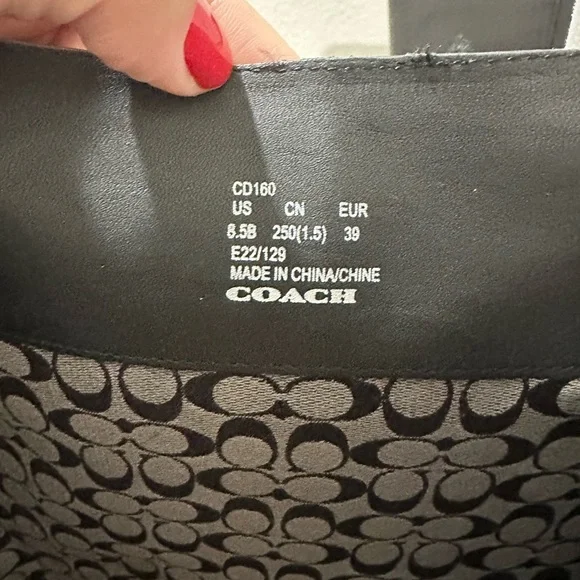 CD160
US CN EUR
8.5B 250(1.5) 39
E22/129
MADE IN CHINA/CHINE
COACH